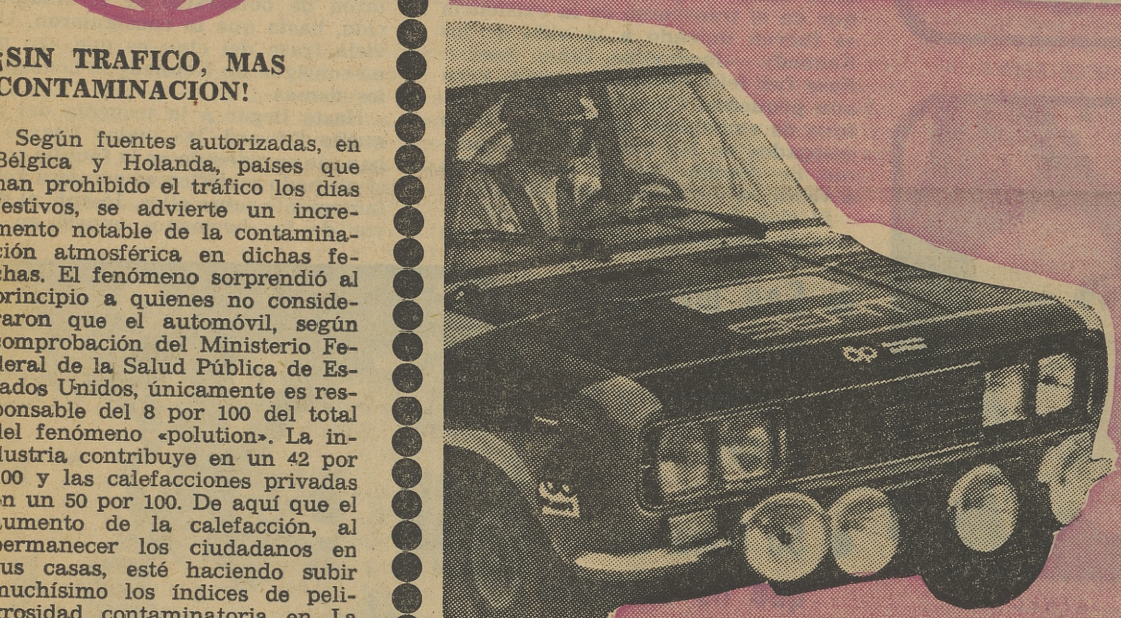 ¡SIN TRAFICO, MAS
CONTAMINACION!
Según fuentes autorizadas, en
Bélgica y Holanda, países que
han prohibido el tráfico los días
festivos, se advierte un incre-
mento notable de la contamina-
ción atmosférica en dichas fe-
chas. El fenómeno sorprendió al
principio a quienes no conside-
raron que el automóvil, según
comprobación del Ministerio Fe-
deral de la Salud Pública de Es-
tados Unidos, únicamente es res-
ponsable del 8 por 100 del total
del fenómeno «polution». La in-
dustria contribuye en un 42 por
100 y las calefacciones privadas
en un 50 por 100. De aquí que el
aumento de la calefacción, al
permanecer los ciudadanos en
sus casas, esté haciendo subir
muchísimo los índices de peli-
grosidad contaminatoria en La